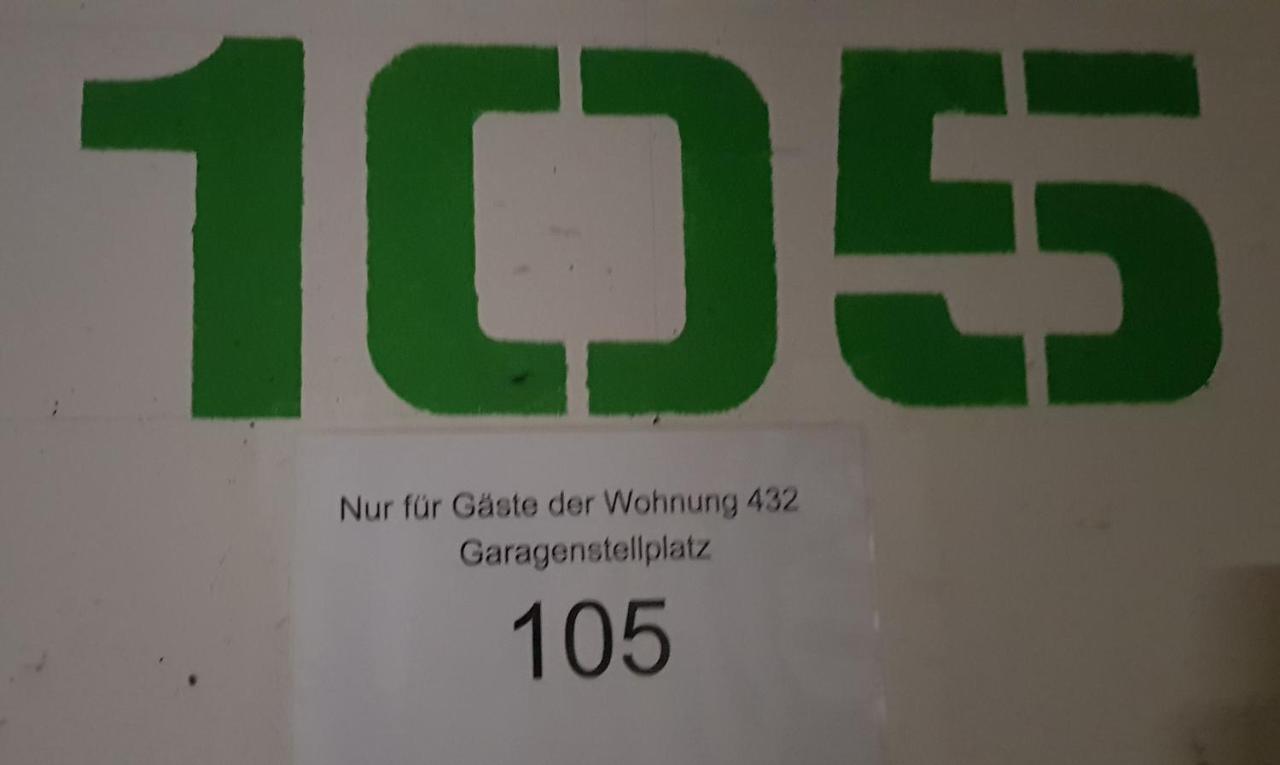 105
Nur für Gäste der Wohnung 432
Garagenstellplatz
105